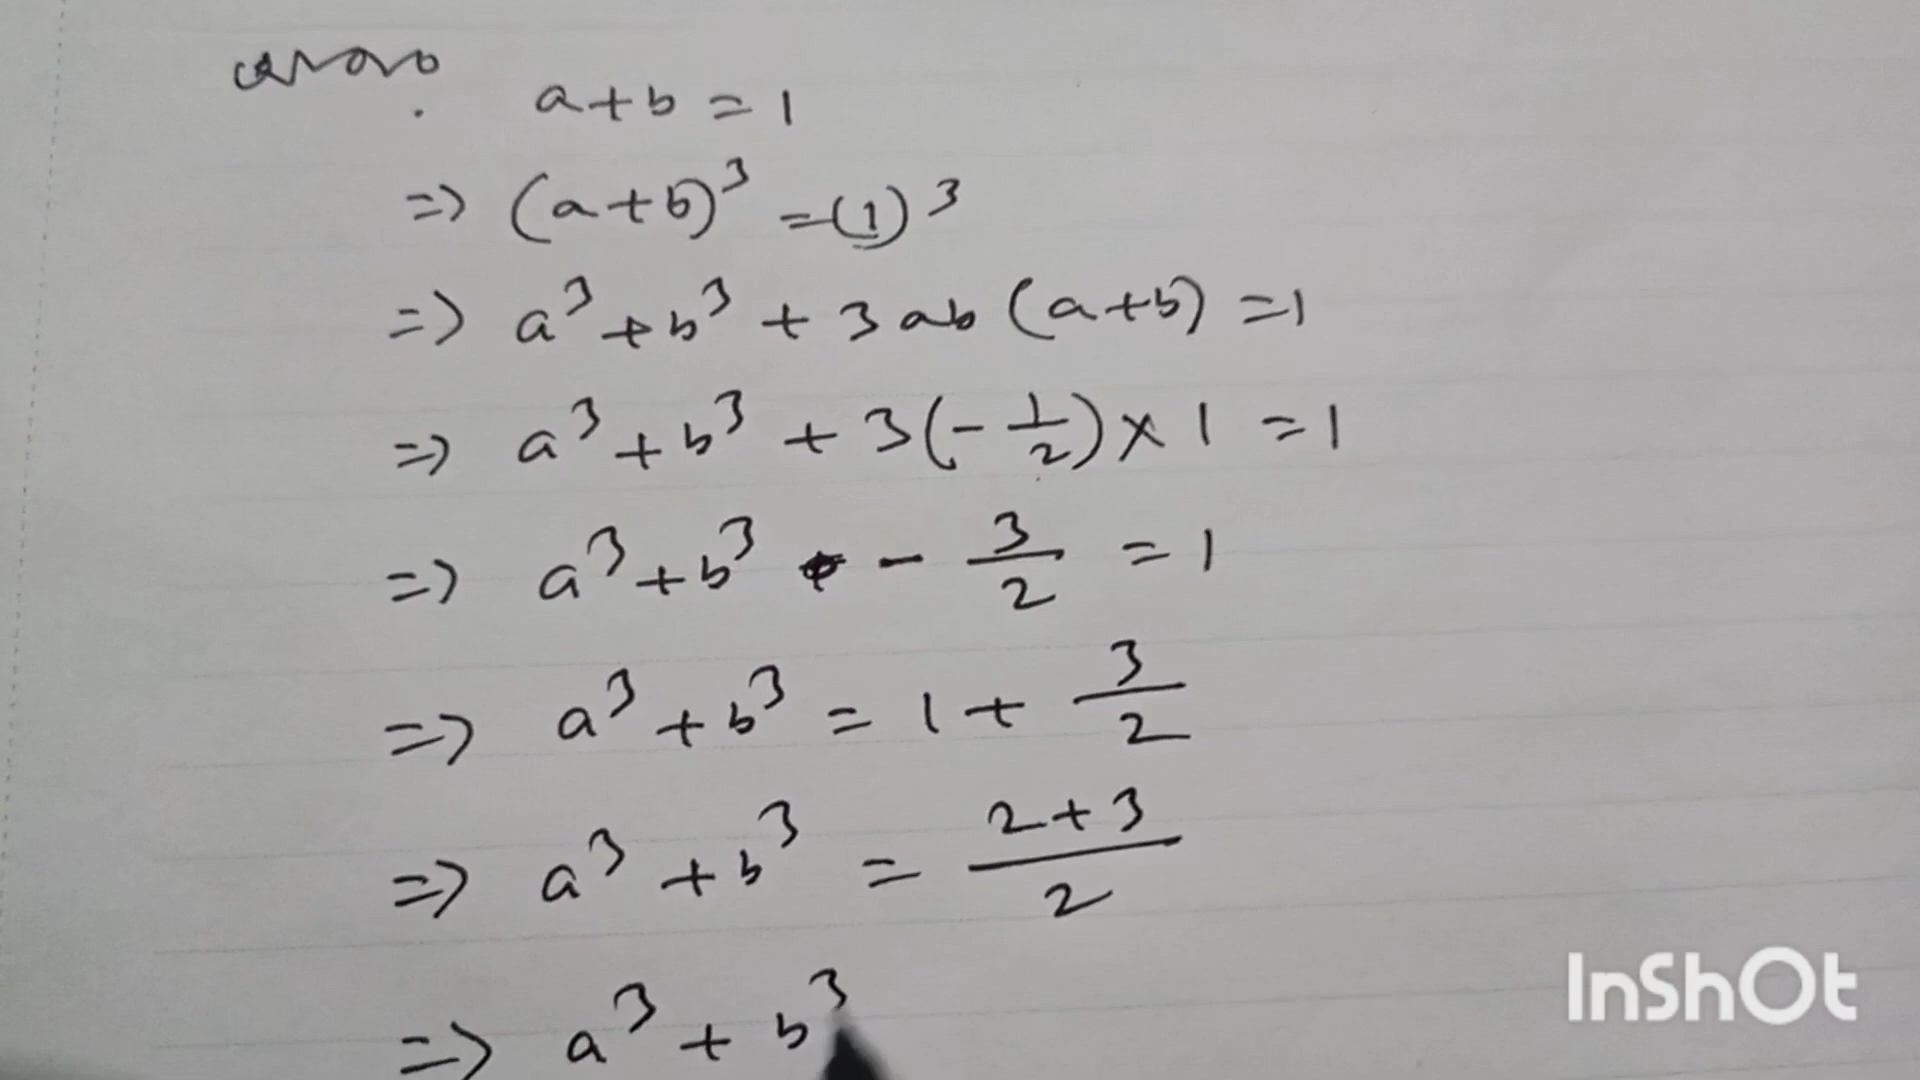 a+b = 1
=> (a+b)³ = (1)³
=> a³+b³ + 3ab (a+b) = 1
=> a³+b³ + 3(-1/2) × 1 = 1
=> a³+b³ - 3/2 = 1
=> a³+b³ = 1 + 3/2
=> a³+b³ = 2+3/2
=> a³+b³
InShOt